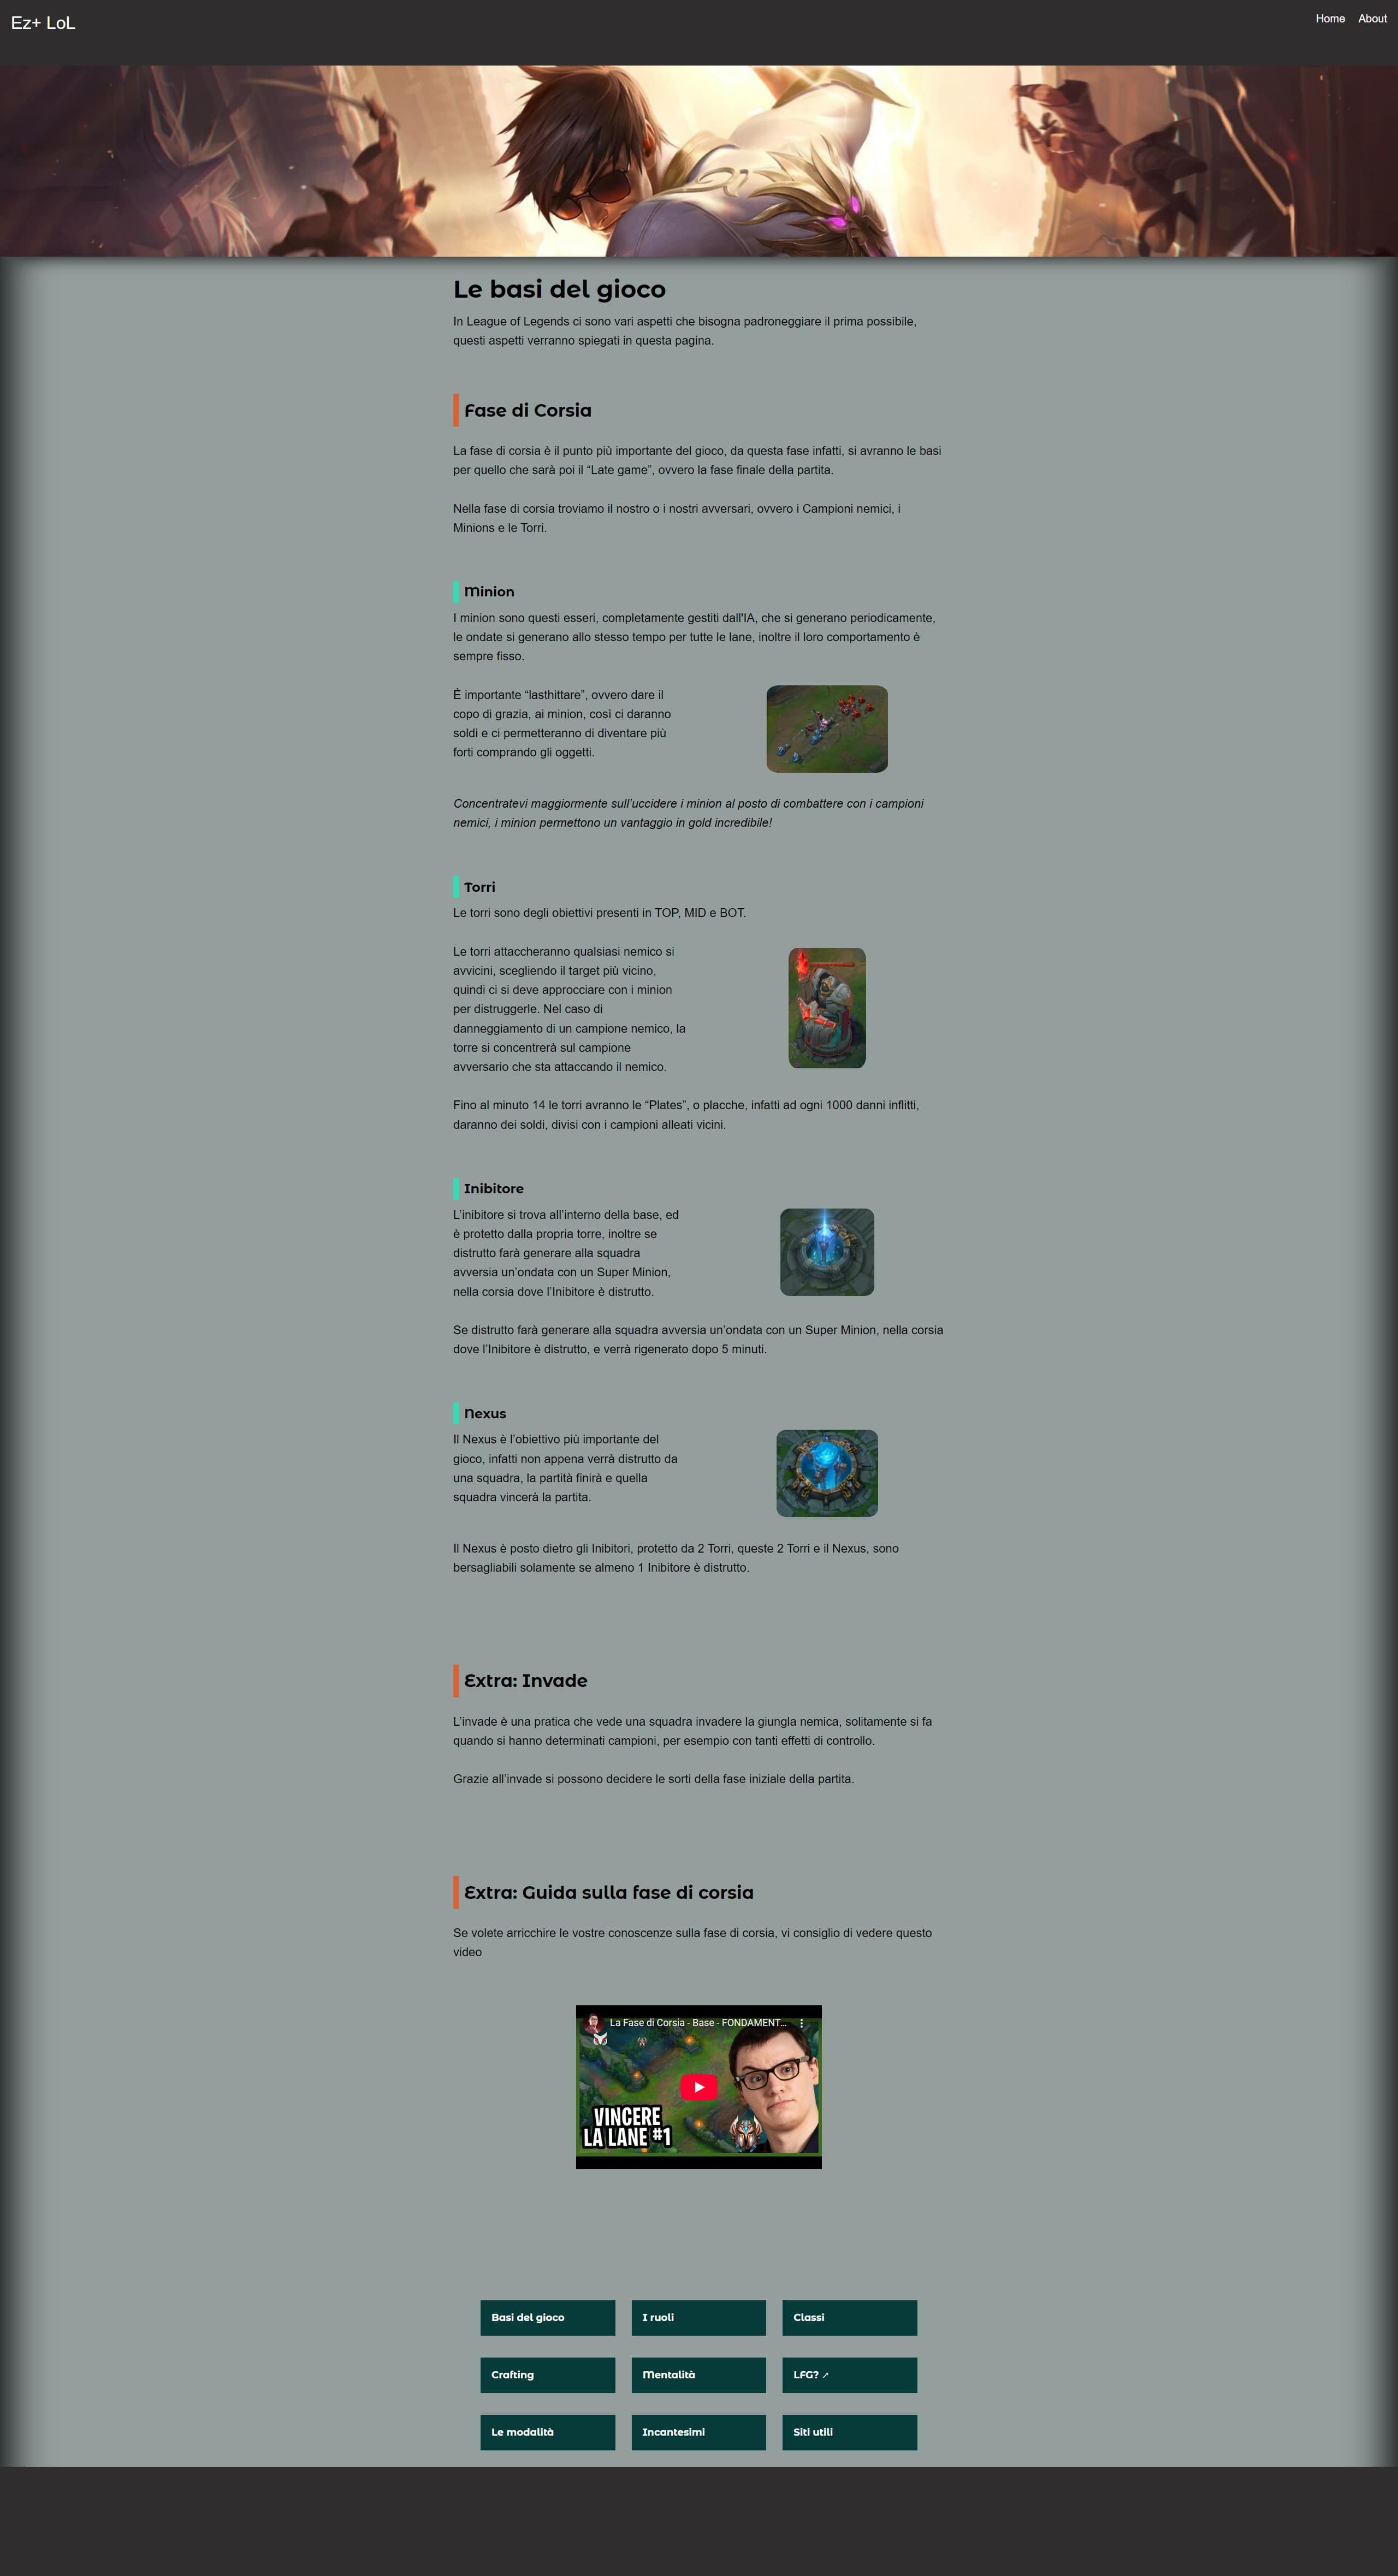 Ez+ LoL
Home
About
Le basi del gioco
In League of Legends ci sono vari aspetti che bisogna padroneggiare il prima possibile,
questi aspetti verranno spiegati in questa pagina.
Fase di Corsia
La fase di corsia è il punto più importante del gioco, da questa fase infatti, si avranno le basi
per quello che sarà poi il “Late game”, ovvero la fase finale della partita.
Nella fase di corsia troviamo il nostro o i nostri avversari, ovvero i Campioni nemici, i
Minions e le Torri.
Minion
I minion sono questi esseri, completamente gestiti dall'IA, che si generano periodicamente,
le ondate si generano allo stesso tempo per tutte le lane, inoltre il loro comportamento è
sempre fisso.
È importante “lasthittare”, ovvero dare il
copo di grazia, ai minion, così ci daranno
soldi e ci permetteranno di diventare più
forti comprando gli oggetti.
Concentratevi maggiormente sull’uccidere i minion al posto di combattere con i campioni
nemici, i minion permettono un vantaggio in gold incredibile!
Torri
Le torri sono degli obiettivi presenti in TOP, MID e BOT.
Le torri attaccheranno qualsiasi nemico si
avvicini, scegliendo il target più vicino,
quindi ci si deve approcciare con i minion
per distruggerle. Nel caso di
danneggiamento di un campione nemico, la
torre si concentrerà sul campione
avversario che sta attaccando il nemico.
Fino al minuto 14 le torri avranno le “Plates”, o placche, infatti ad ogni 1000 danni inflitti,
daranno dei soldi, divisi con i campioni alleati vicini.
Inibitore
L’inibitore si trova all’interno della base, ed
è protetto dalla propria torre, inoltre se
distrutto farà generare alla squadra
avversia un’ondata con un Super Minion,
nella corsia dove l’Inibitore è distrutto.
Se distrutto farà generare alla squadra avversia un’ondata con un Super Minion, nella corsia
dove l’Inibitore è distrutto, e verrà rigenerato dopo 5 minuti.
Nexus
Il Nexus è l’obiettivo più importante del
gioco, infatti non appena verrà distrutto da
una squadra, la partità finirà e quella
squadra vincerà la partita.
Il Nexus è posto dietro gli Inibitori, protetto da 2 Torri, queste 2 Torri e il Nexus, sono
bersagliabili solamente se almeno 1 Inibitore è distrutto.
Extra: Invade
L’invade è una pratica che vede una squadra invadere la giungla nemica, solitamente si fa
quando si hanno determinati campioni, per esempio con tanti effetti di controllo.
Grazie all’invade si possono decidere le sorti della fase iniziale della partita.
Extra: Guida sulla fase di corsia
Se volete arricchire le vostre conoscenze sulla fase di corsia, vi consiglio di vedere questo
video
La Fase di Corsia - Base - FONDAMENT...
VINCERE
LA LANE #1
Basi del gioco
I ruoli
Classi
Crafting
Mentalità
LFG? ➚
Le modalità
Incantesimi
Siti utili